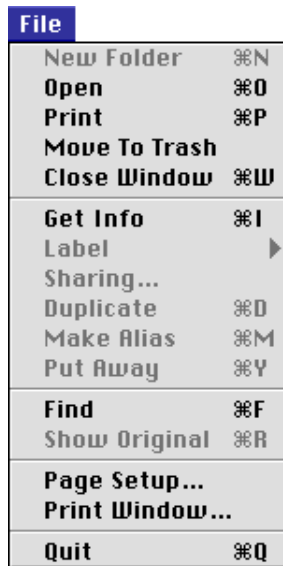 File
New Folder ⌘N
Open ⌘O
Print ⌘P
Move To Trash
Close Window ⌘W
Get Info ⌘I
Label
Sharing...
Duplicate ⌘D
Make Alias ⌘M
Put Away ⌘Y
Find ⌘F
Show Original ⌘R
Page Setup...
Print Window...
Quit ⌘Q